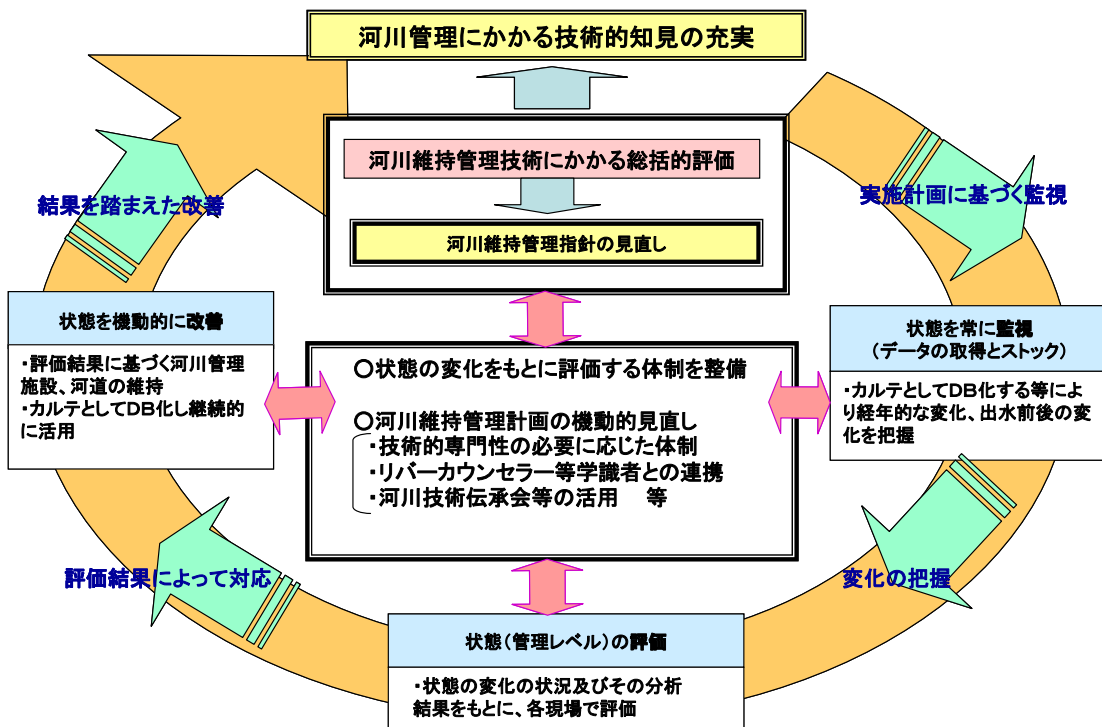 河川管理にかかる技術的知見の充実
河川維持管理技術にかかる総括的評価
河川維持管理指針の見直し
結果を踏まえた改善
実施計画に基づく監視
状態を機動的に改善
・評価結果に基づく河川管理
施設、河道の維持
・カルテとしてDB化し継続的
に活用
○状態の変化をもとに評価する体制を整備
○河川維持管理計画の機動的見直し
・技術的専門性の必要に応じた体制
・リバーカウンセラー等学識者との連携
・河川技術伝承会等の活用 等
状態を常に監視
(データの取得とストック)
・カルテとしてDB化する等によ
り経年的な変化、出水前後の変
化を把握
評価結果によって対応
変化の把握
状態(管理レベル)の評価
・状態の変化の状況及びその分析
結果をもとに、各現場で評価